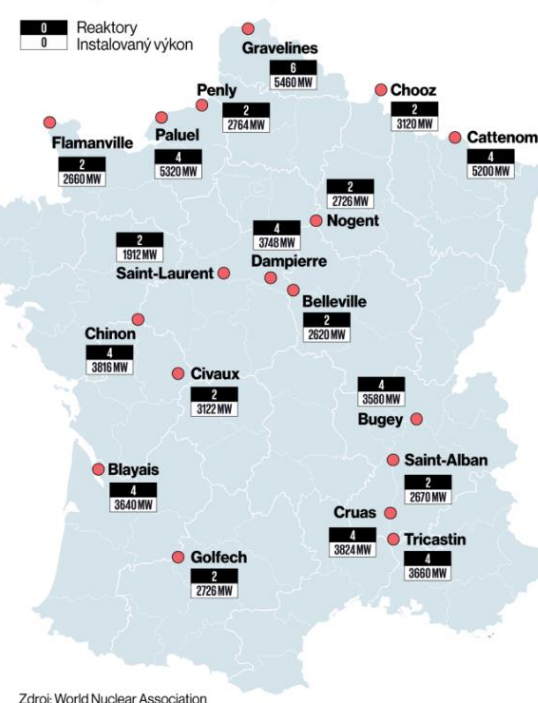 0
Reaktory
0
Instalovaný výkon
Gravelines
6
5460 MW
Penly
2
2764 MW
Chooz
2
3120 MW
Flamanville
2
2660 MW
Paluel
4
5320 MW
Cattenom
4
5200 MW
2
2726 MW
Nogent
4
3748 MW
Dampierre
2
1912 MW
Saint-Laurent
Belleville
2
2620 MW
Chinon
4
3816 MW
Civaux
2
3122 MW
4
3580 MW
Bugey
Blayais
4
3640 MW
Saint-Alban
2
2670 MW
Cruas
4
3824 MW
Tricastin
4
3660 MW
Golfech
2
2726 MW
Zdroj: World Nuclear Association